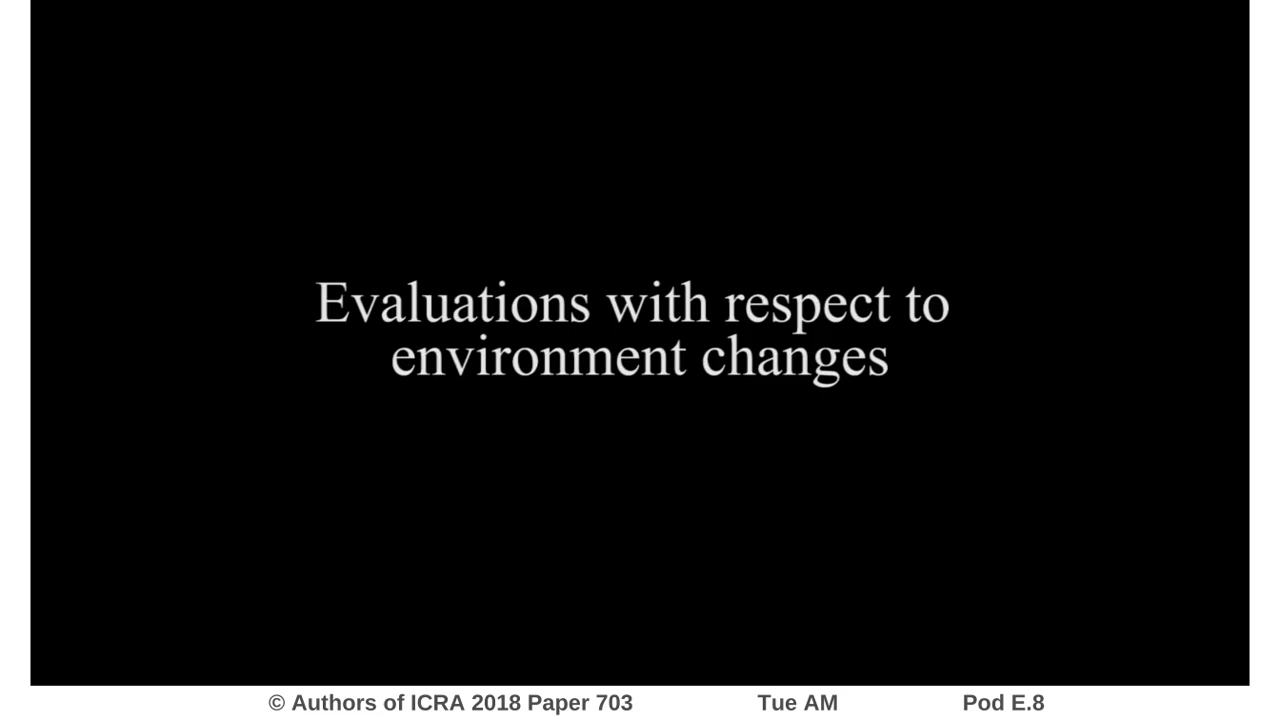 Evaluations with respect to
environment changes
© Authors of ICRA 2018 Paper 703 Tue AM Pod E.8